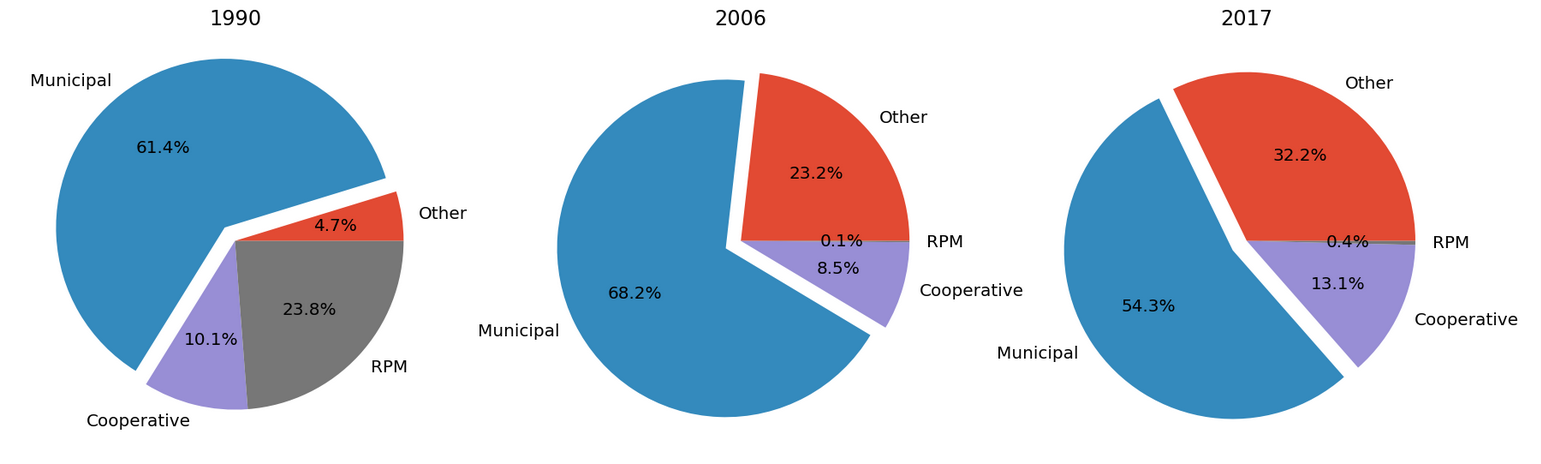 1990
Municipal
61.4%
Other
4.7%
23.8%
10.1%
RPM
Cooperative
2006
Other
23.2%
0.1%
RPM
8.5%
Cooperative
68.2%
Municipal
2017
Other
32.2%
0.4%
RPM
13.1%
54.3%
Cooperative
Municipal